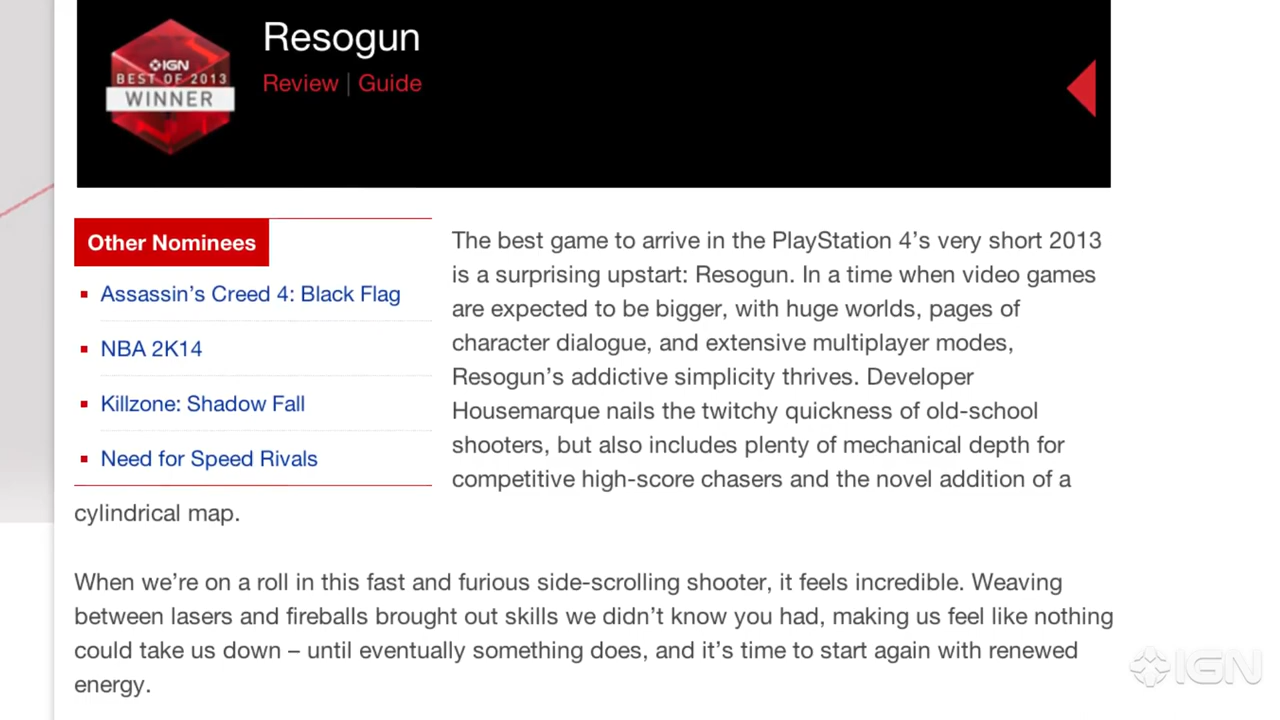 IGN
BEST OF 2013
WINNER
Resogun
Review | Guide
Other Nominees
Assassin's Creed 4: Black Flag
NBA 2K14
Killzone: Shadow Fall
Need for Speed Rivals
The best game to arrive in the PlayStation 4’s very short 2013
is a surprising upstart: Resogun. In a time when video games
are expected to be bigger, with huge worlds, pages of
character dialogue, and extensive multiplayer modes,
Resogun’s addictive simplicity thrives. Developer
Housemarque nails the twitchy quickness of old-school
shooters, but also includes plenty of mechanical depth for
competitive high-score chasers and the novel addition of a
cylindrical map.
When we’re on a roll in this fast and furious side-scrolling shooter, it feels incredible. Weaving
between lasers and fireballs brought out skills we didn’t know you had, making us feel like nothing
could take us down – until eventually something does, and it’s time to start again with renewed
energy.
IGN